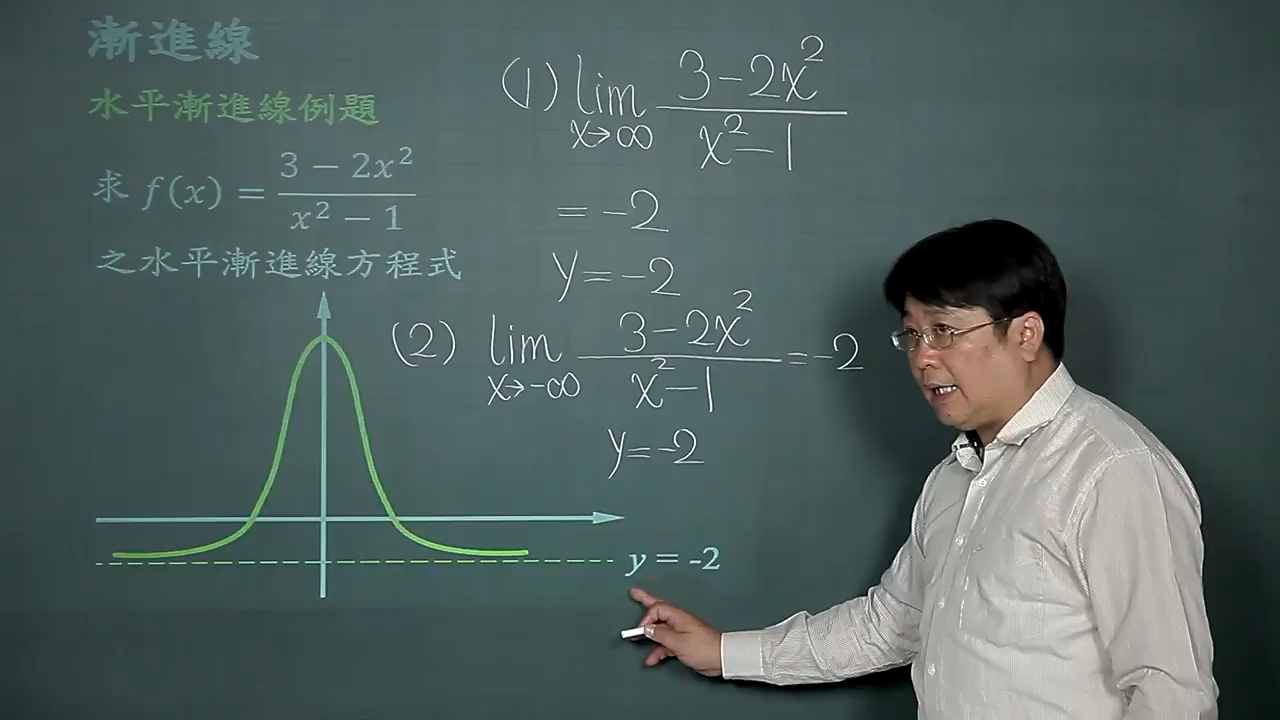 漸進線
水平漸進線例題
求 f(x) = (3 − 2x²)/(x² − 1)
之水平漸進線方程式
y = -2
(1) lim x→∞ (3−2x²)/(x²−1)
= −2
y = −2
(2) lim x→−∞ (3−2x²)/(x²−1) = −2
y = −2